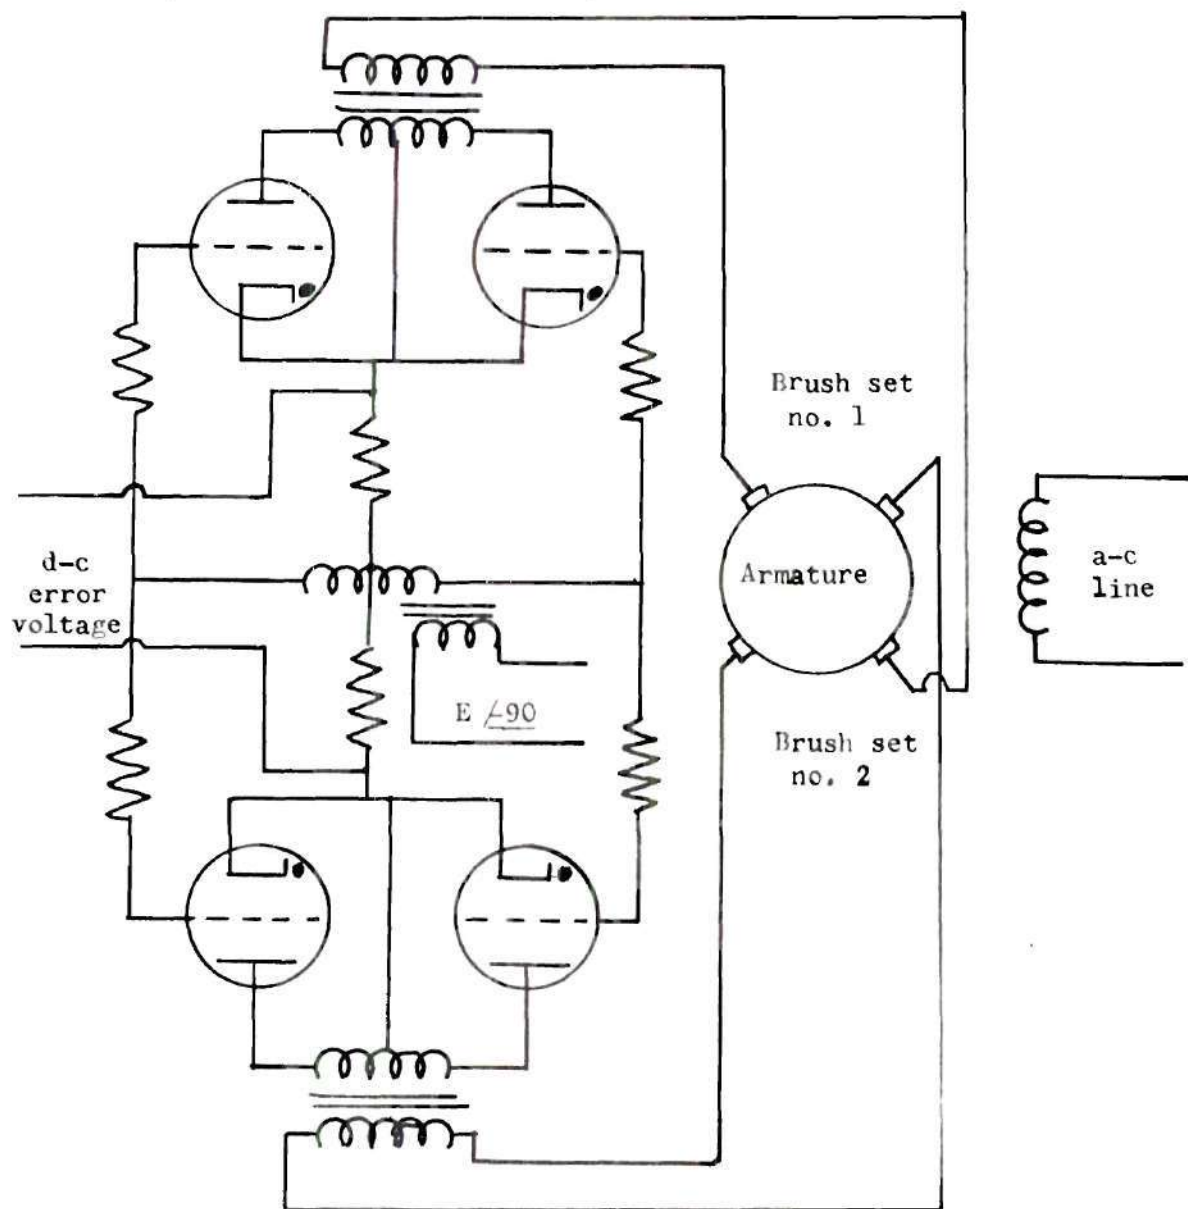 Brush set
no. 1
d-c
error
voltage
Armature
a-c
line
E /-90
Brush set
no. 2